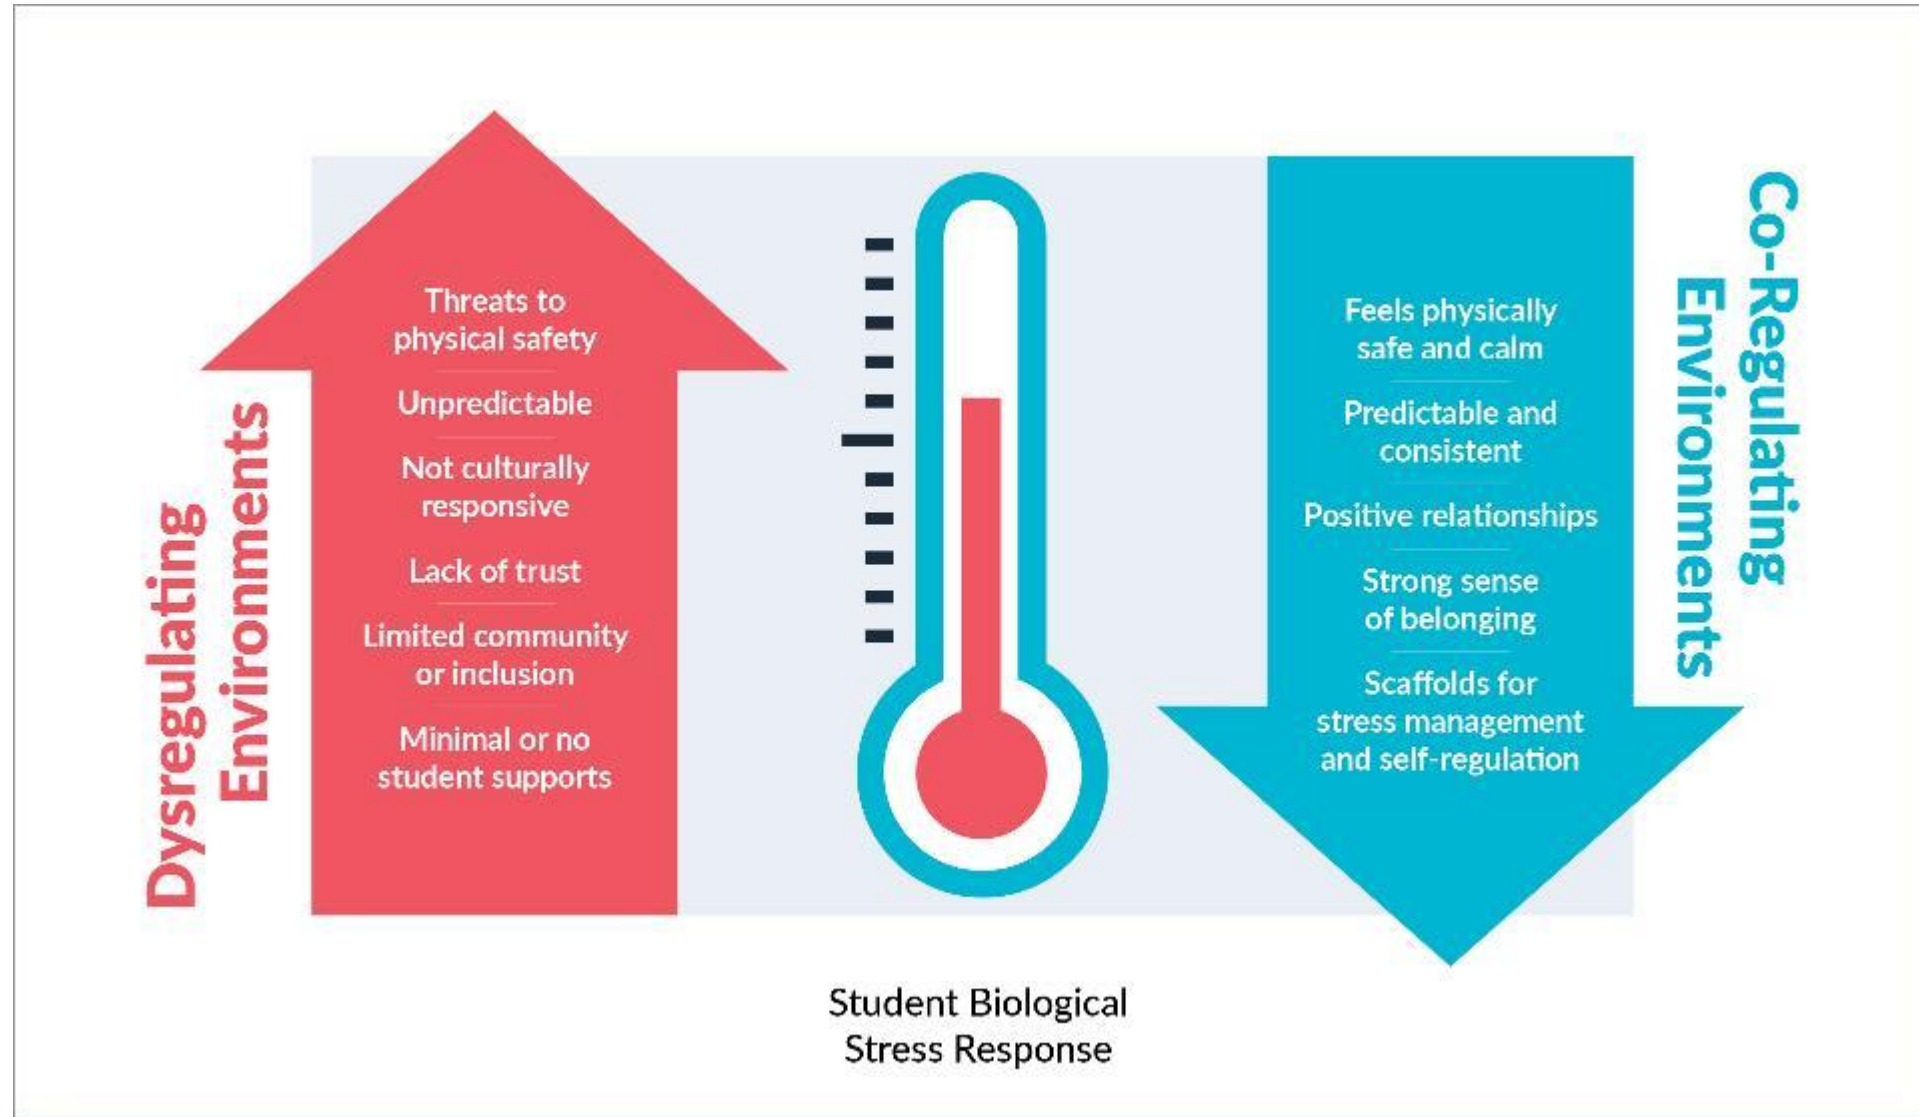 Dysregulating
Environments
Threats to
physical safety
Unpredictable
Not culturally
responsive
Lack of trust
Limited community
or inclusion
Minimal or no
student supports
Feels physically
safe and calm
Predictable and
consistent
Positive relationships
Strong sense
of belonging
Scaffolds for
stress management
and self-regulation
Co-Regulating
Environments
Student Biological
Stress Response